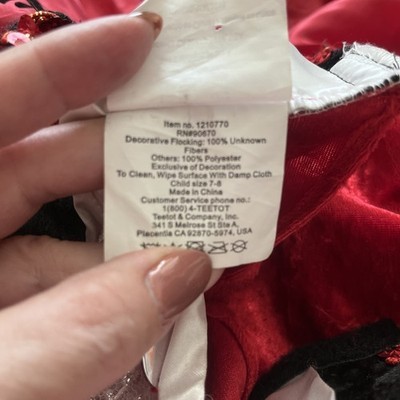 Item no. 1210770
RN#90670
Decorative Flocking: 100% Unknown
Fibers
Others: 100% Polyester
Exclusive of Decoration
To Clean, Wipe Surface With Damp Cloth
Child size 7-8
Made in China
Customer Service phone no.:
1(800) 4-TEETOT
Teetot & Company, Inc.
341 S Melrose St Ste A,
Placentia CA 92870-5974, USA